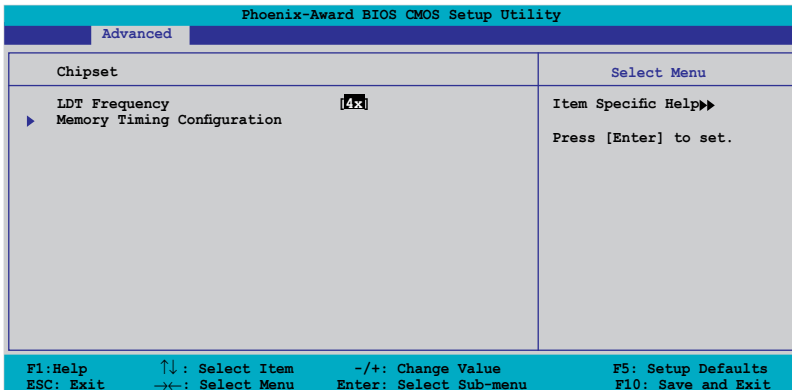 Phoenix-Award BIOS CMOS Setup Utility
Advanced
Chipset
Select Menu
LDT Frequency [4x]
Memory Timing Configuration
Item Specific Help
Press [Enter] to set.
F1:Help ↑↓: Select Item -/+: Change Value F5: Setup Defaults
ESC: Exit →←: Select Menu Enter: Select Sub-menu F10: Save and Exit